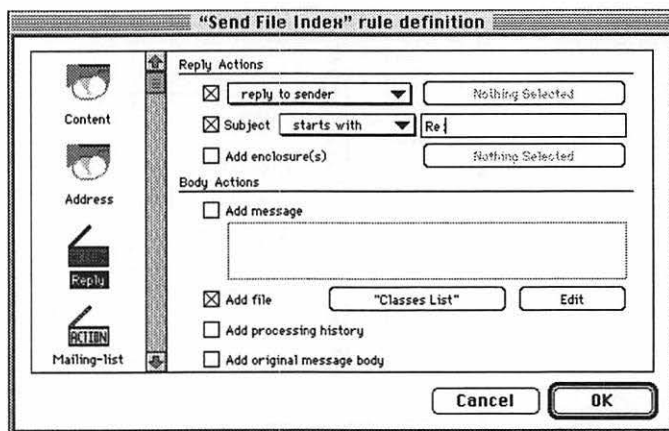 “Send File Index” rule definition
Content
Address
Reply
ACTION
Mailing-list
Reply Actions
reply to sender
Nothing Selected
Subject
starts with
Re:
Add enclosure(s)
Nothing Selected
Body Actions
Add message
Add file
"Classes List"
Edit
Add processing history
Add original message body
Cancel
OK